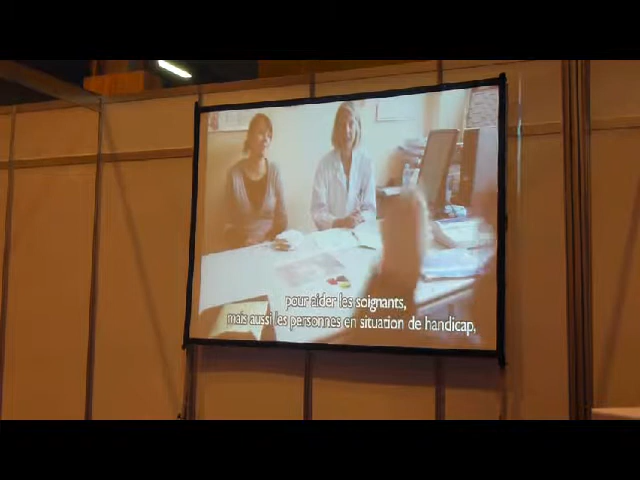 pour aider les soignants,
mais aussi les personnes en situation de handicap,